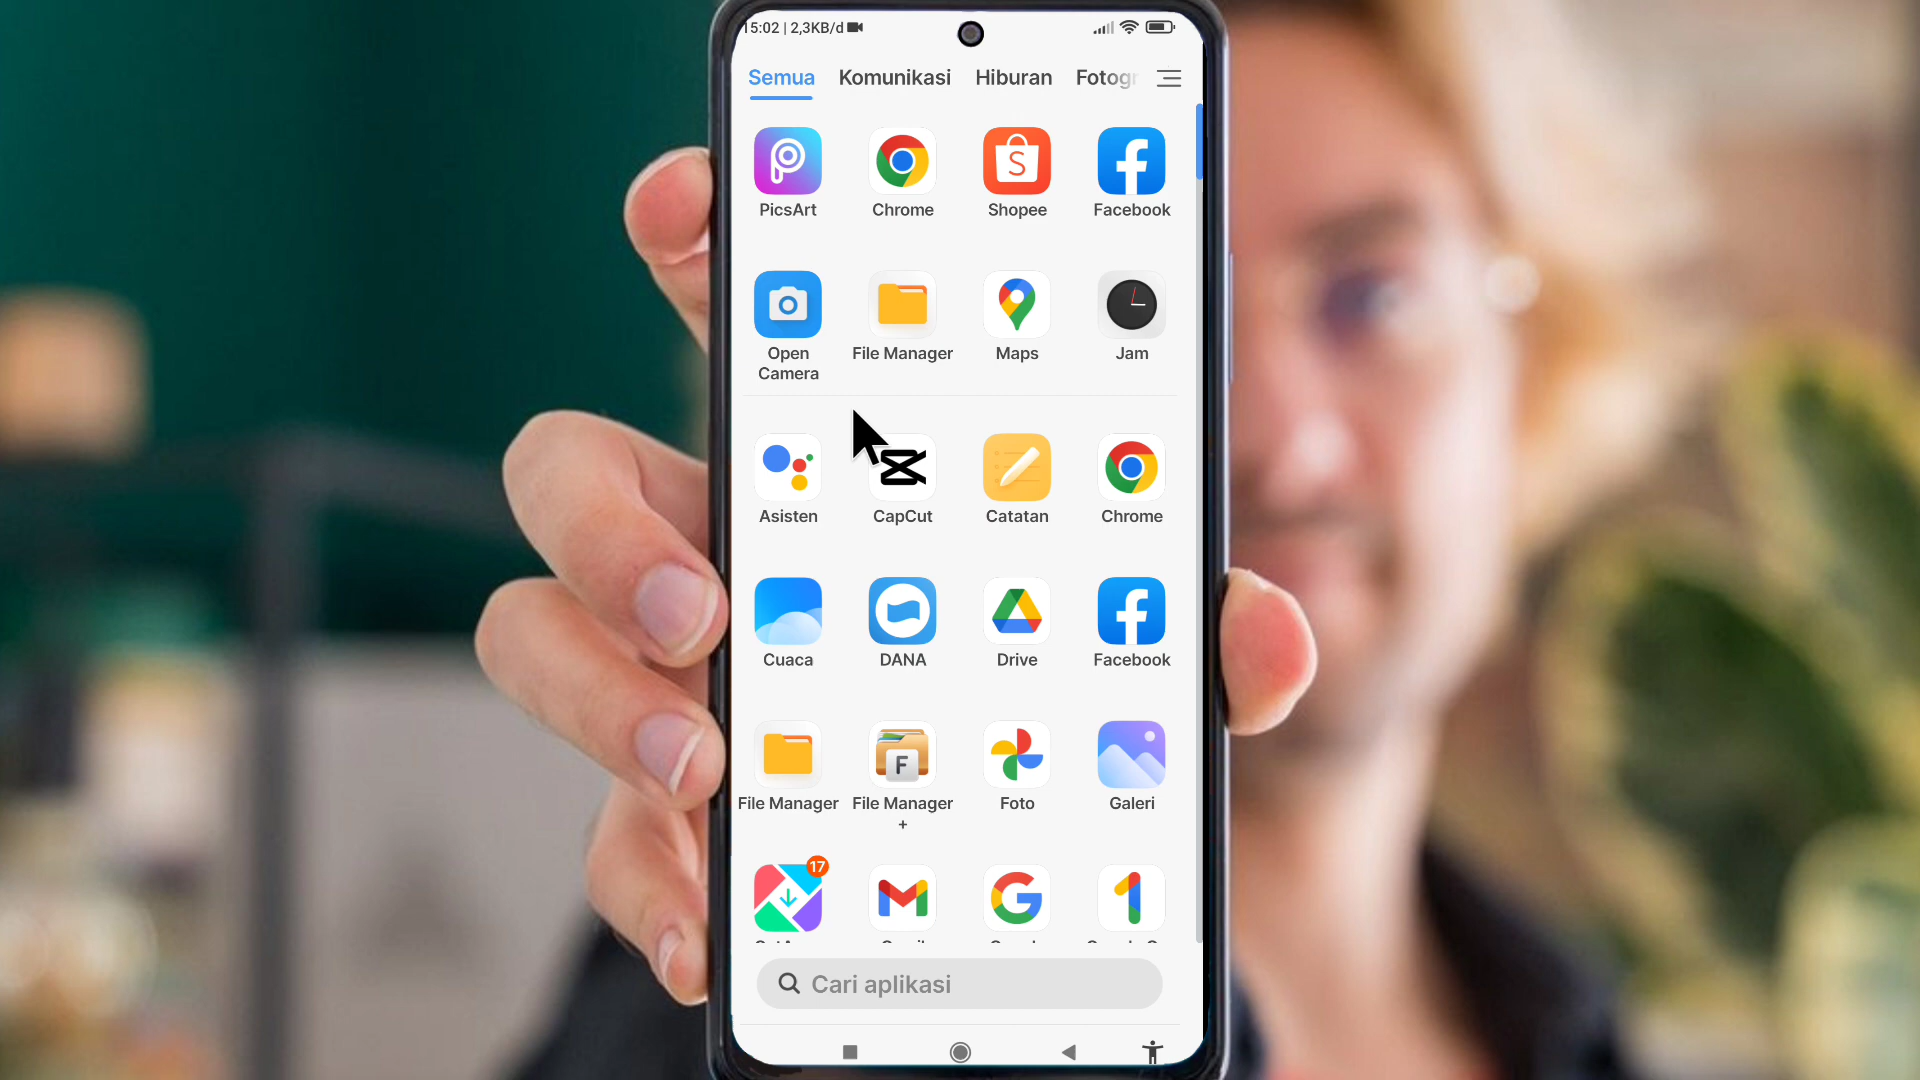 15:02 | 2,3KB/d
Semua Komunikasi Hiburan Fotogr
PicsArt Chrome Shopee Facebook
Open Camera File Manager Maps Jam
Asisten CapCut Catatan Chrome
Cuaca DANA Drive Facebook
F
File Manager File Manager + Foto Galeri
17
Cari aplikasi